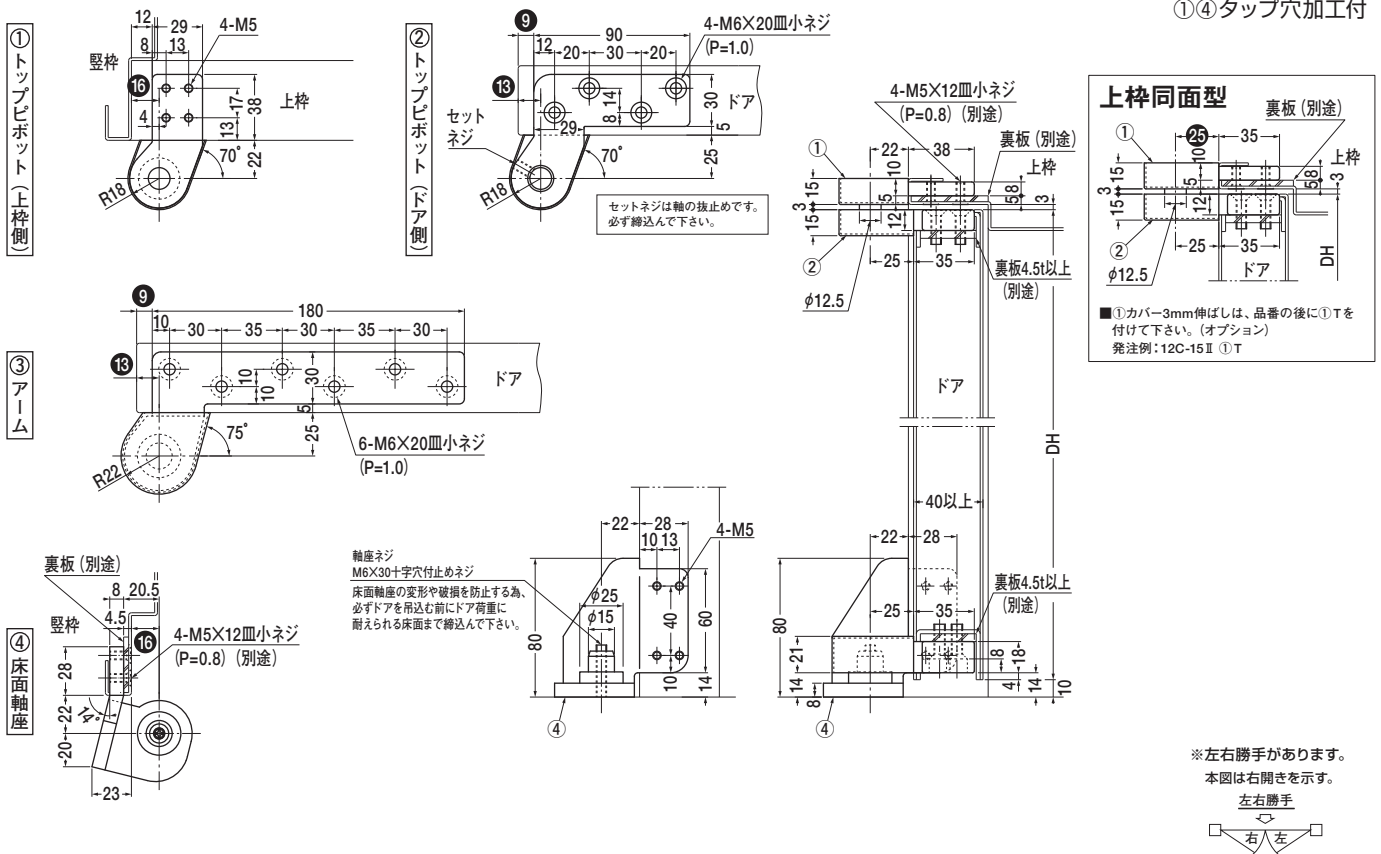 ①④タップ穴加工付
①トップピボット（上枠側）
12
29
4-M5
8
13
竪枠
⓰
上枠
4
17
38
13
22
70°
R18
②トップピボット（ドア側）
❾
90
4-M6×20皿小ネジ
(P=1.0)
12
20
30
20
⓭
セット
ネジ
14
8
30
ドア
5
29
25
70°
R18
セットネジは軸の抜止めです。
必ず締込んで下さい。
4-M5×12皿小ネジ
(P=0.8) (別途)
裏板 (別途)
①
22
38
上枠
15
10
5
5.8
3
3
15
12
②
25
35
裏板4.5t以上
(別途)
φ12.5
ドア
DH
40以上
上枠同面型
裏板 (別途)
①
㉕
35
上枠
15
10
5
5.8
3
3
15
12
②
25
35
φ12.5
ドア
DH
■①カバー3mm伸ばしは、品番の後に①Tを
付けて下さい。(オプション)
発注例：12C-15Ⅱ ①T
③アーム
❾
180
10
30
35
30
35
30
⓭
10
10
30
ドア
5
25
75°
R22
6-M6×20皿小ネジ
(P=1.0)
④床面軸座
裏板 (別途)
8
20.5
4.5
竪枠
⓰
4-M5×12皿小ネジ
(P=0.8) (別途)
28
22
14°
20
23
軸座ネジ
M6×30十字穴付止めネジ
床面軸座の変形や破損を防止する為、
必ずドアを吊込む前にドア荷重に
耐えられる床面まで締込んで下さい。
22
28
10
13
4-M5
φ25
φ15
80
40
60
10
14
④
22
28
25
35
裏板4.5t以上
(別途)
80
21
14
8
8
18
4
14
10
④
※左右勝手があります。
本図は右開きを示す。
左右勝手
右
左